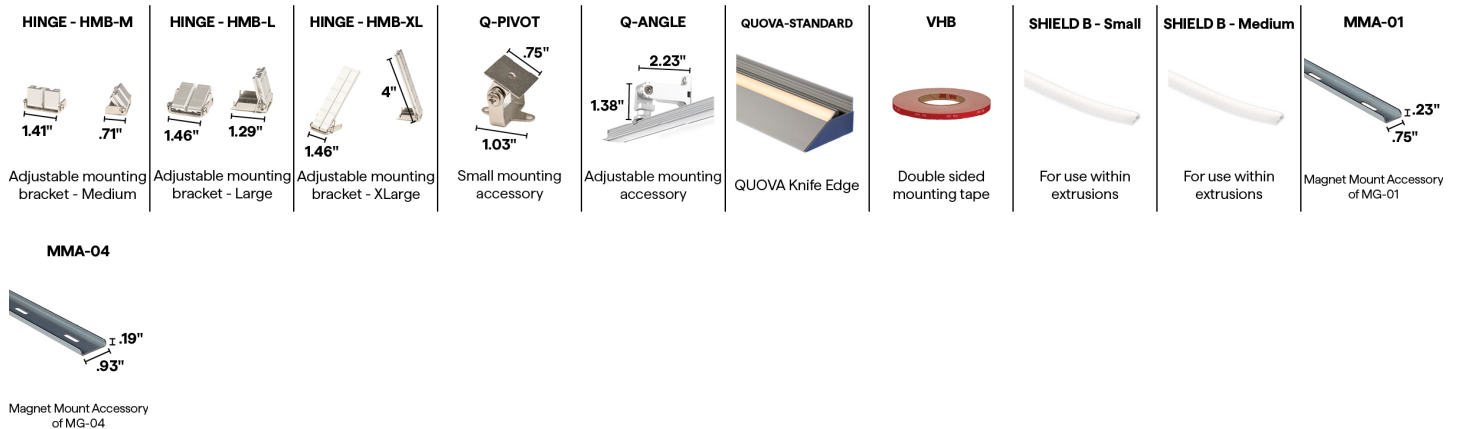 HINGE - HMB-M
1.41"
.71"
Adjustable mounting
bracket - Medium
HINGE - HMB-L
1.46"
1.29"
Adjustable mounting
bracket - Large
HINGE - HMB-XL
4"
1.46"
Adjustable mounting
bracket - XLarge
Q-PIVOT
.75"
1.03"
Small mounting
accessory
Q-ANGLE
2.23"
1.38"
Adjustable mounting
accessory
QUOVA-STANDARD
QUOVA Knife Edge
VHB
Double sided
mounting tape
SHIELD B - Small
For use within
extrusions
SHIELD B - Medium
For use within
extrusions
MMA-01
.23"
.75"
Magnet Mount Accessory
of MG-01
MMA-04
.19"
.93"
Magnet Mount Accessory
of MG-04